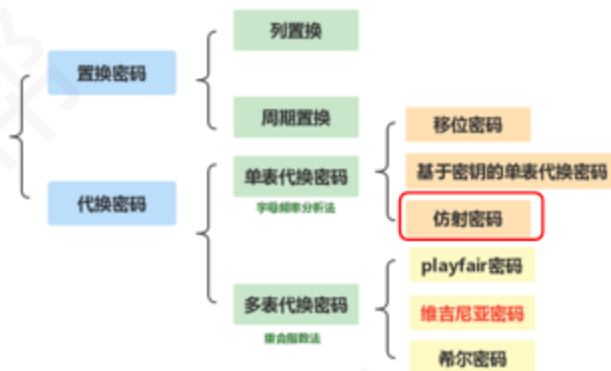 列置换
置换密码
周期置换
移位密码
单表代换密码
基于密钥的单表代换密码
字母频率分析法
代换密码
仿射密码
playfair密码
多表代换密码
维吉尼亚密码
重合指数法
希尔密码